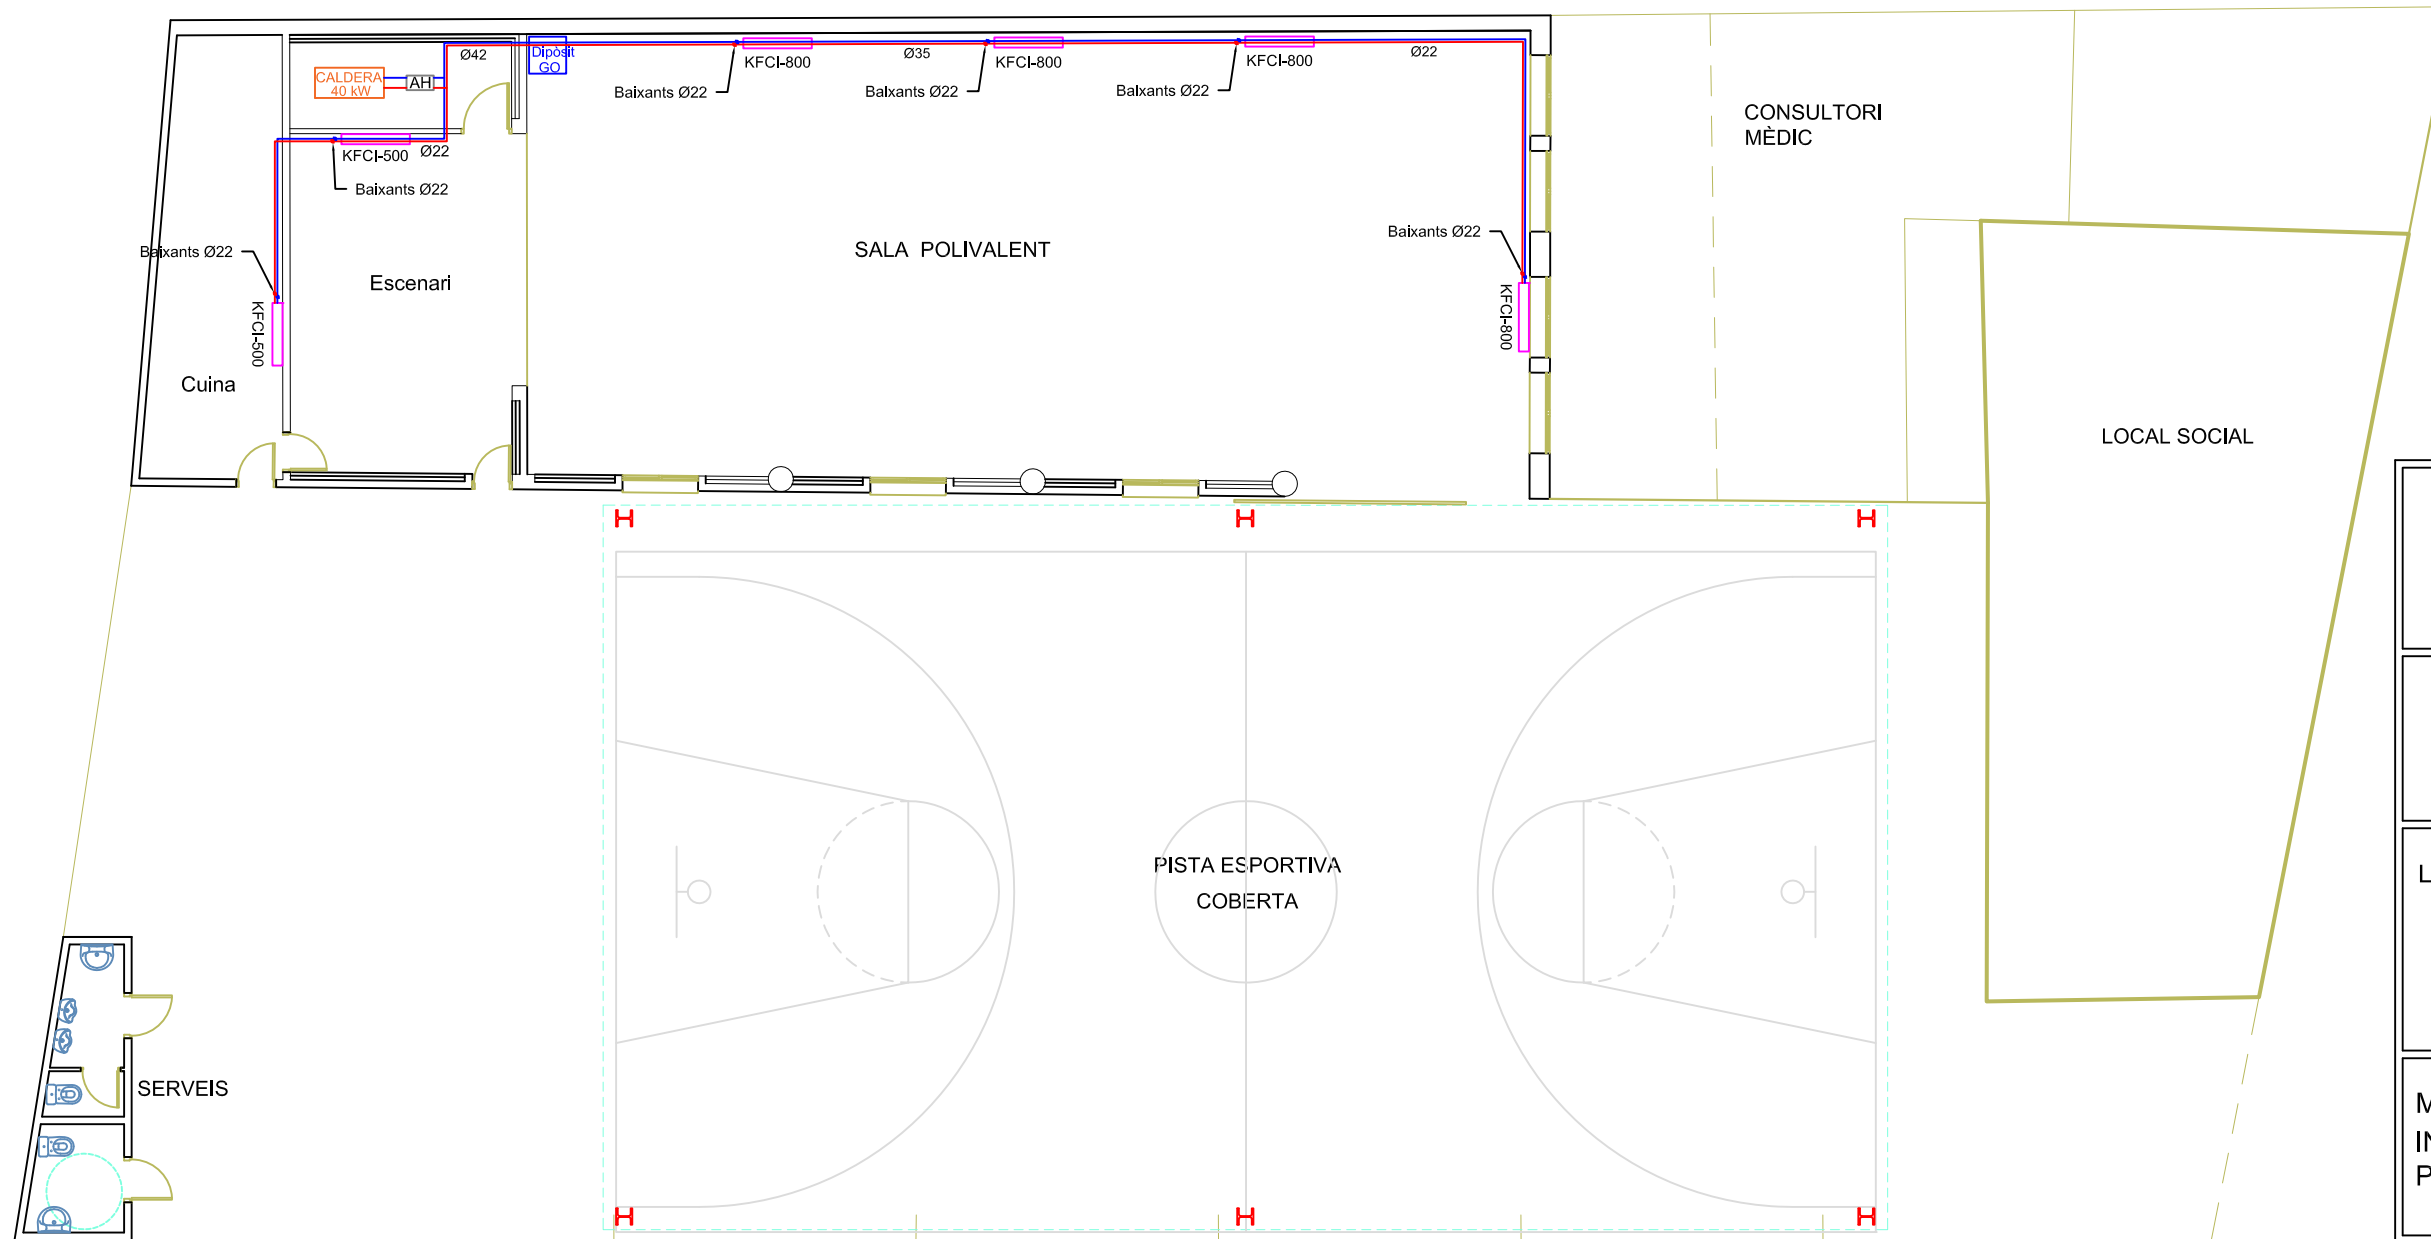 Ø42
Dipòsit
GO
CALDERA
40 kW
AH
KFCI-800
Ø35
KFCI-800
KFCI-800
Ø22
Baixants Ø22
Baixants Ø22
Baixants Ø22
KFCI-500
Ø22
Baixants Ø22
Baixants Ø22
KFCI-500
Escenari
Cuina
SALA POLIVALENT
Baixants Ø22
KFCI-800
CONSULTORI
MÈDIC
LOCAL SOCIAL
PISTA ESPORTIVA
COBERTA
SERVEIS
L
M
IN
P